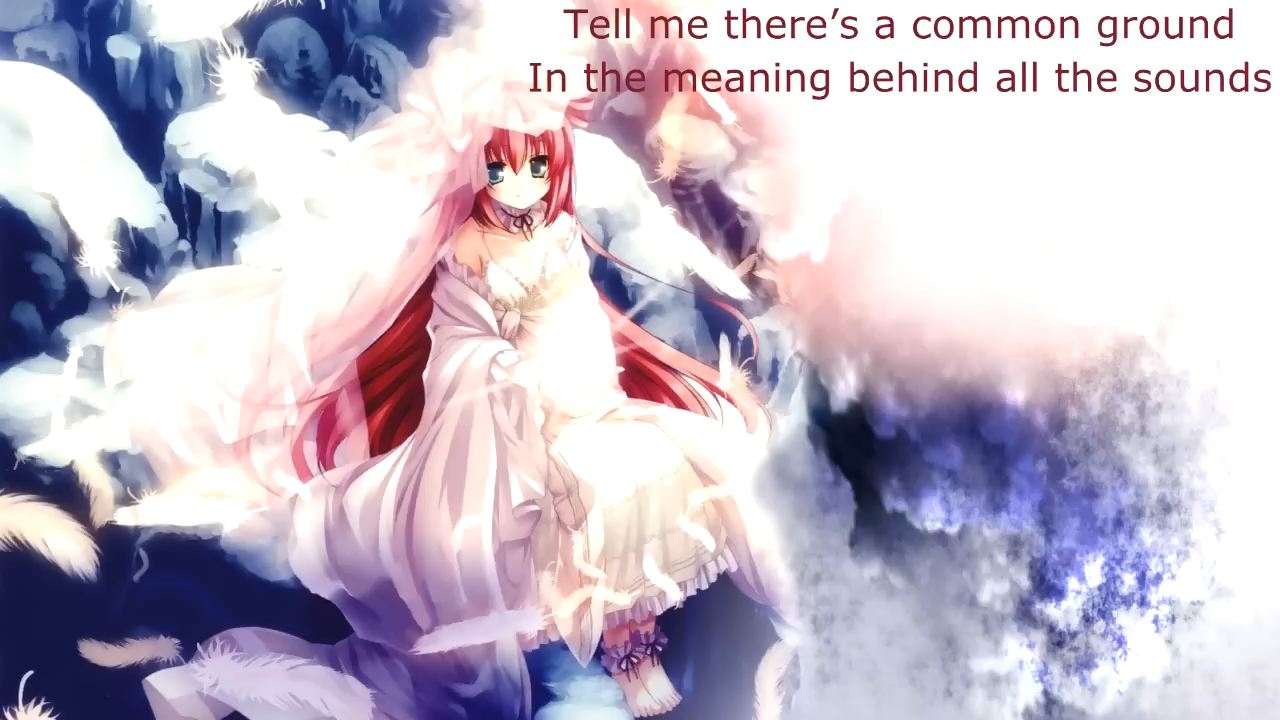 Tell me there’s a common ground
In the meaning behind all the sounds